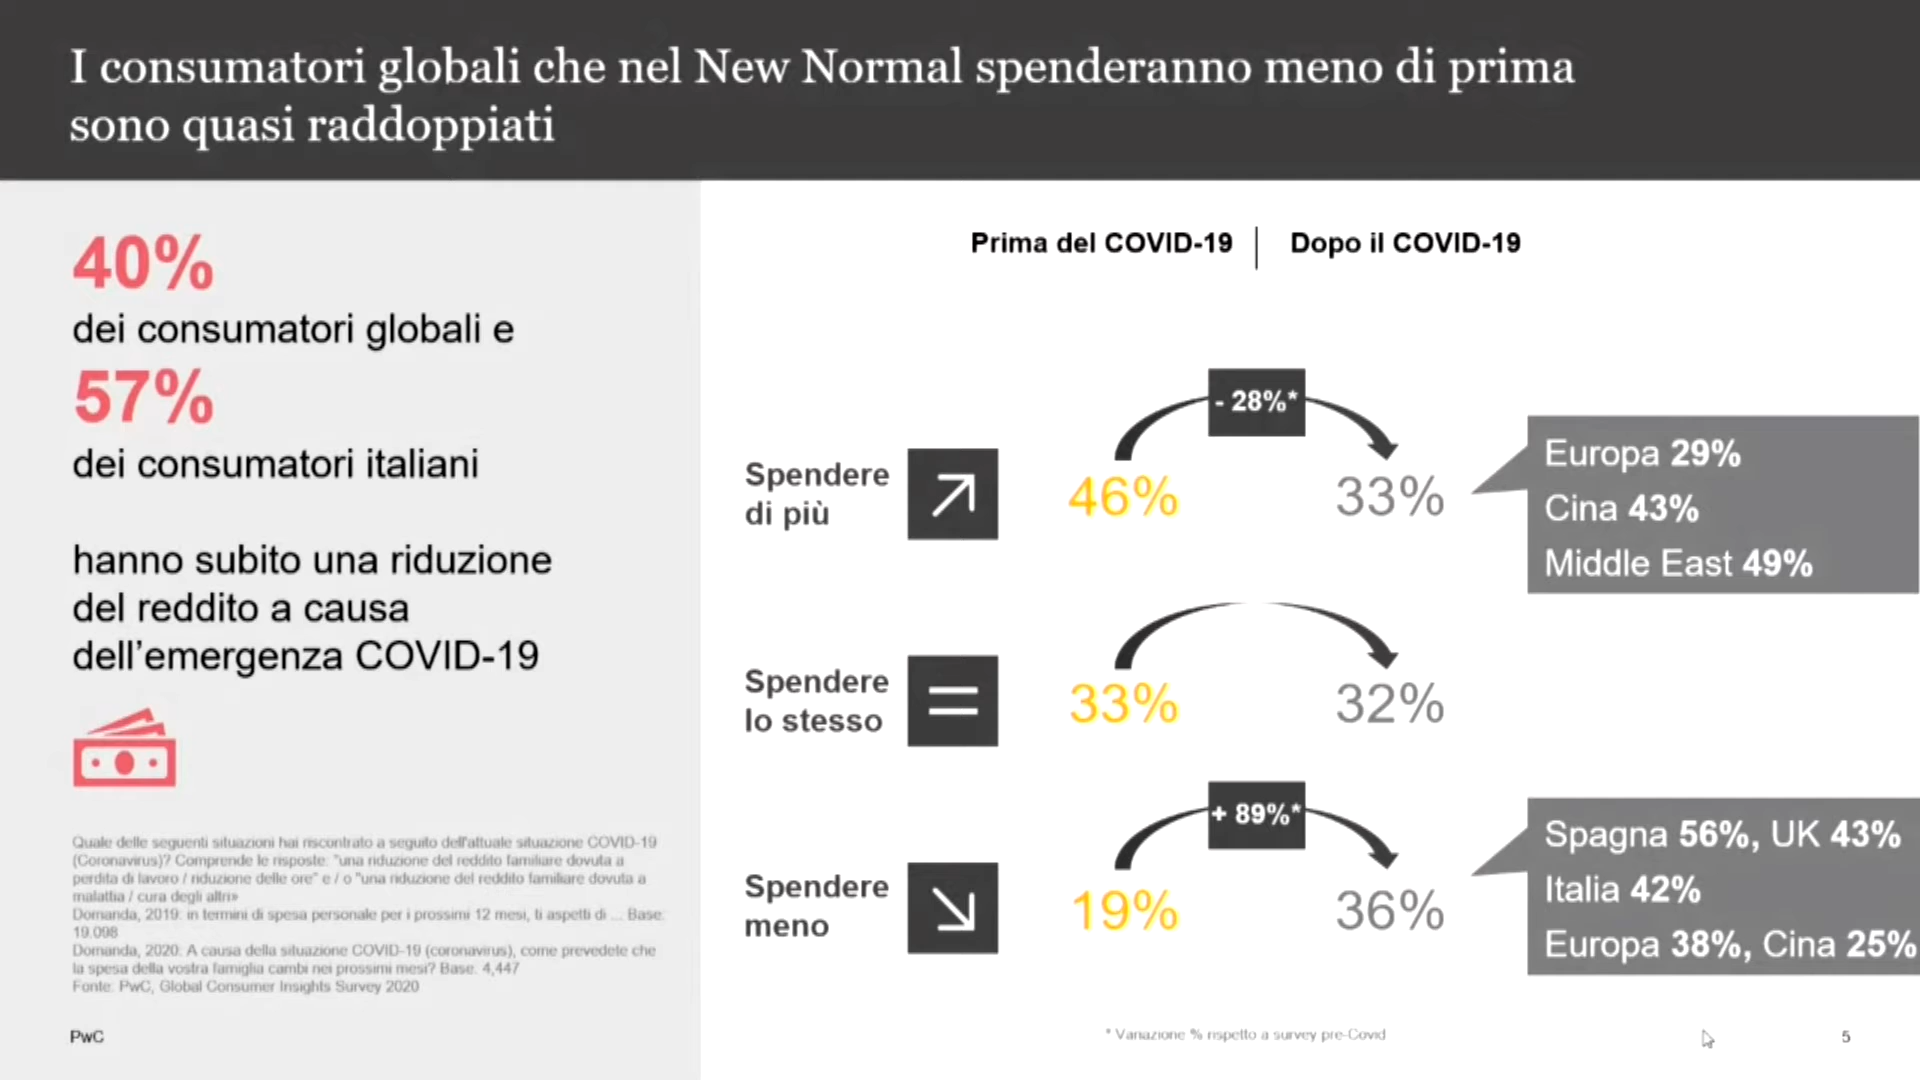 I consumatori globali che nel New Normal spenderanno meno di prima
sono quasi raddoppiati
40%
dei consumatori globali e
57%
dei consumatori italiani
hanno subito una riduzione
del reddito a causa
dell'emergenza COVID-19
Quale delle seguenti situazioni hai riscontrato a seguito dell'attuale situazione COVID-19
(Coronavirus)? Comprende le risposte: "una riduzione del reddito familiare dovuta a
perdita di lavoro / riduzione delle ore" e / o "una riduzione del reddito familiare dovuta a
malattia / cura degli altri»
Domanda, 2019: in termini di spesa personale per i prossimi 12 mesi, ti aspetti di ... Base:
19.098
Domanda, 2020: A causa della situazione COVID-19 (coronavirus), come prevedete che
la spesa della vostra famiglia cambi nei prossimi mesi? Base: 4,447
Fonte: PwC, Global Consumer Insights Survey 2020
PwC
Prima del COVID-19
Dopo il COVID-19
Spendere
di più
46%
- 28%*
33%
Europa 29%
Cina 43%
Middle East 49%
Spendere
lo stesso
33%
32%
Spendere
meno
19%
+ 89%*
36%
Spagna 56%, UK 43%
Italia 42%
Europa 38%, Cina 25%
* Variazione % rispetto a survey pre-Covid
5